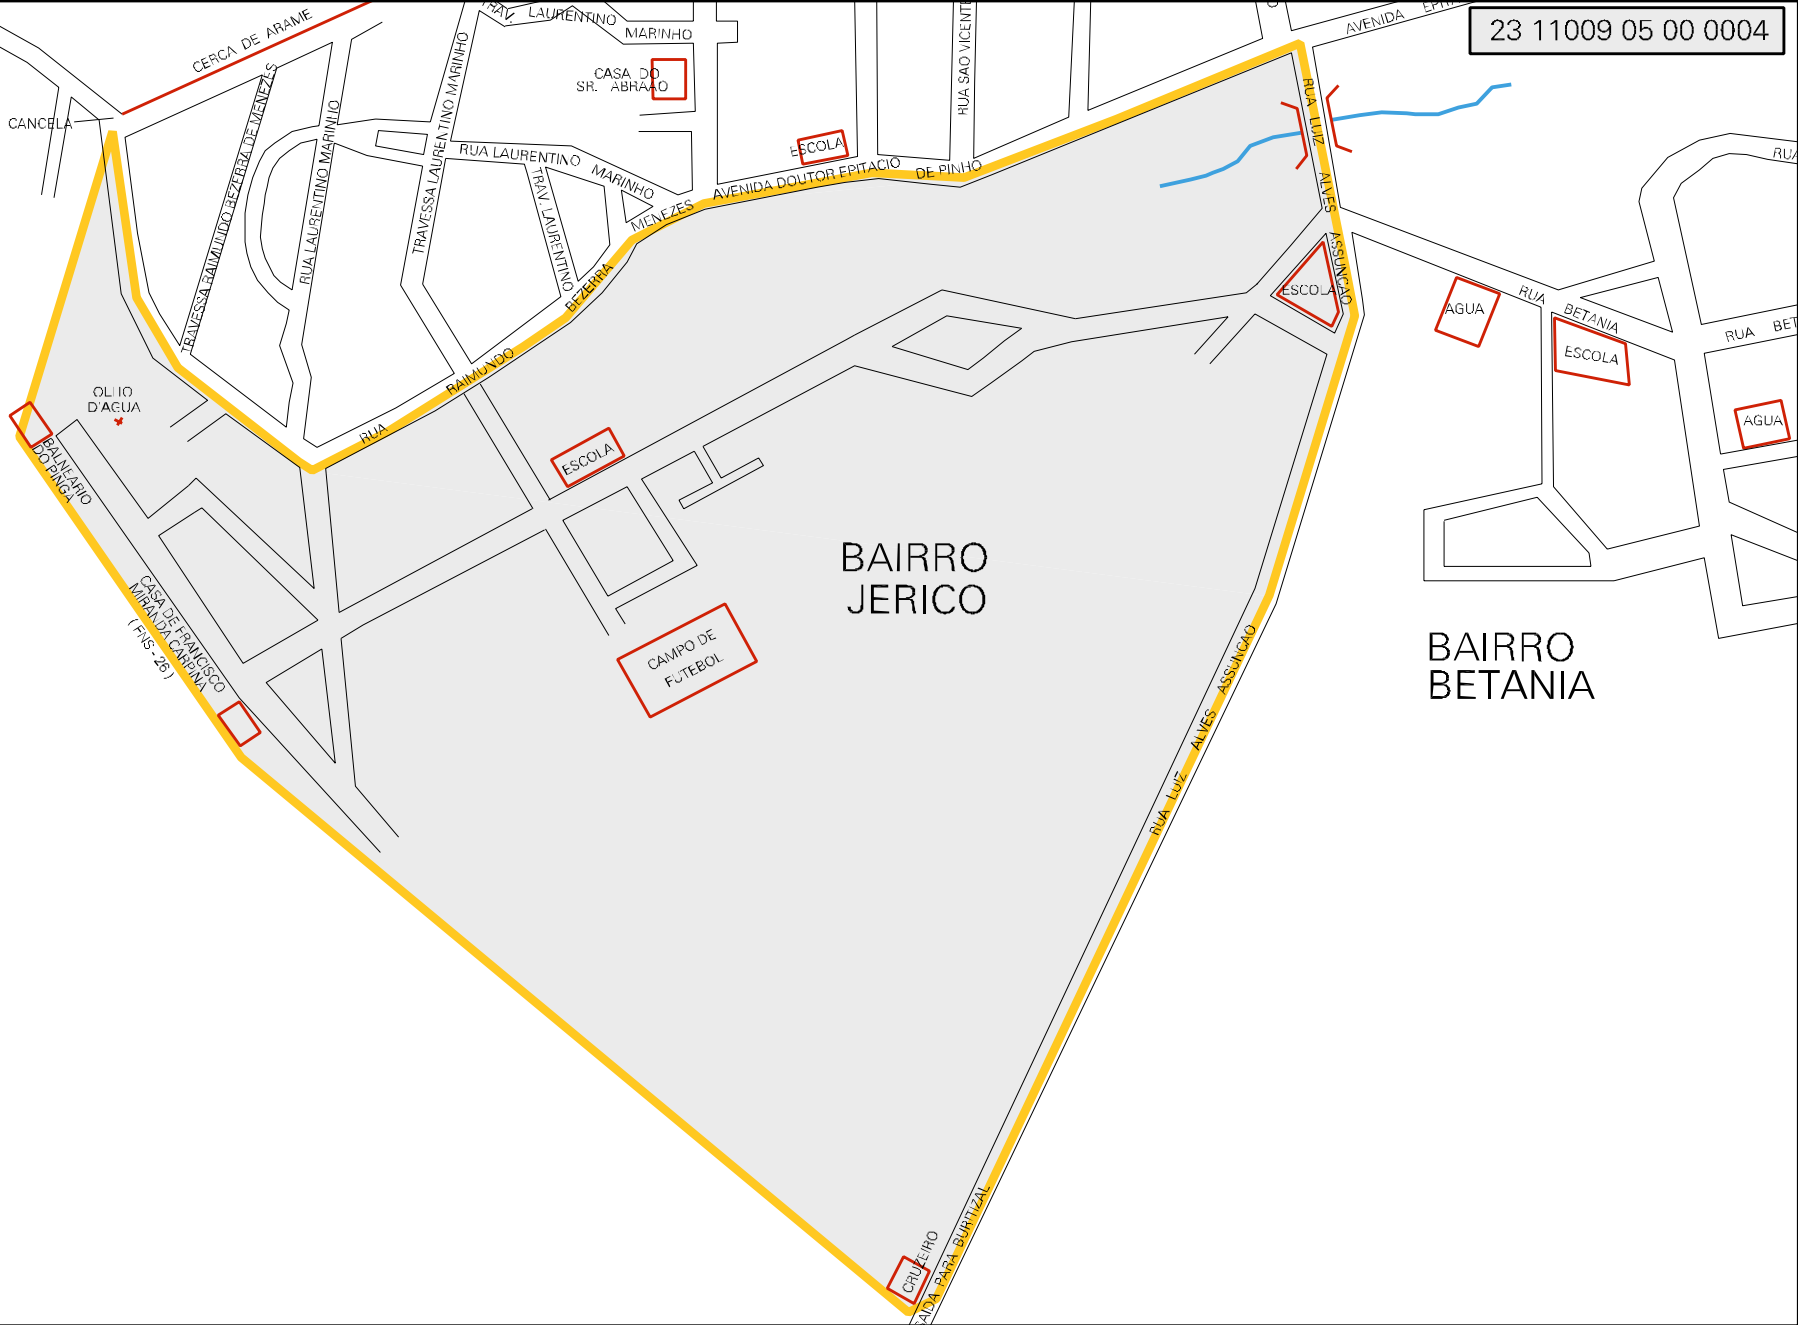 23 11009 05 00 0004
TRAV. LAURENTINO
MARINHO
CERCA DE ARAME
CASA DO
SR. ABRAAO
RUA SAO VICENTE
AVENIDA
CANCELA
TRAVESSA RAIMUNDO BEZERRA DE MENEZES
RUA LAURENTINO MARINHO
TRAVESSA LAURENTINO MARINHO
RUA LAURENTINO MARINHO
TRAV. LAURENTINO
ESCOLA
AVENIDA DOUTOR EPITACIO DE PINHO
RUA LUIZ ALVES ASSUNCAO
RUA RAIMUNDO BEZERRA MENEZES
ESCOLA
AGUA
RUA BETANIA
ESCOLA
RUA BET
RUA
AGUA
OLHO
D'AGUA
BALNEARIO
DO PINGA
ESCOLA
BAIRRO
JERICO
CASA DE FRANCISCO
MIRANDA CARPINA
( FNS - 26 )
CAMPO DE
FUTEBOL
BAIRRO
BETANIA
RUA LUIZ ALVES ASSUNCAO
CRUZEIRO
SAIDA PARA BURITIZAL